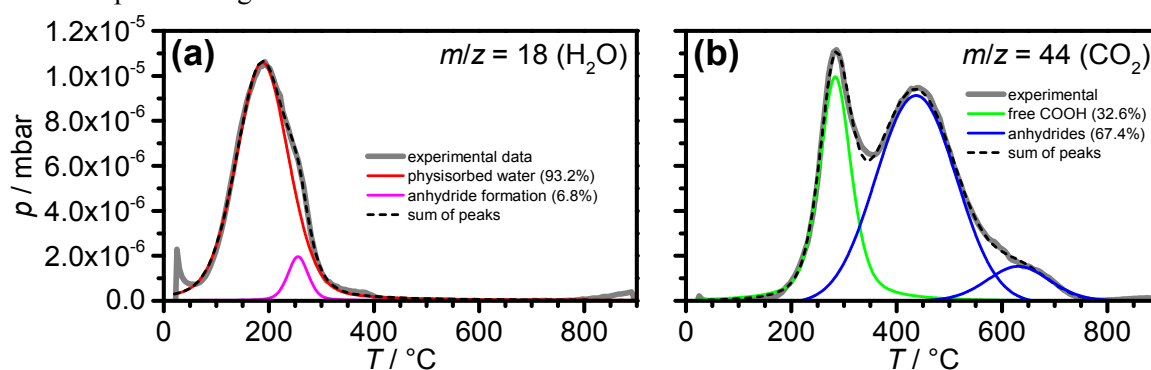 (a)
m/z = 18 (H₂O)
1.2x10⁻⁵
1.0x10⁻⁵
8.0x10⁻⁶
6.0x10⁻⁶
4.0x10⁻⁶
2.0x10⁻⁶
0.0
p / mbar
experimental data
physisorbed water (93.2%)
anhydride formation (6.8%)
sum of peaks
0 200 400 600 800
T / °C
(b)
m/z = 44 (CO₂)
experimental
free COOH (32.6%)
anhydrides (67.4%)
sum of peaks
0 200 400 600 800
T / °C